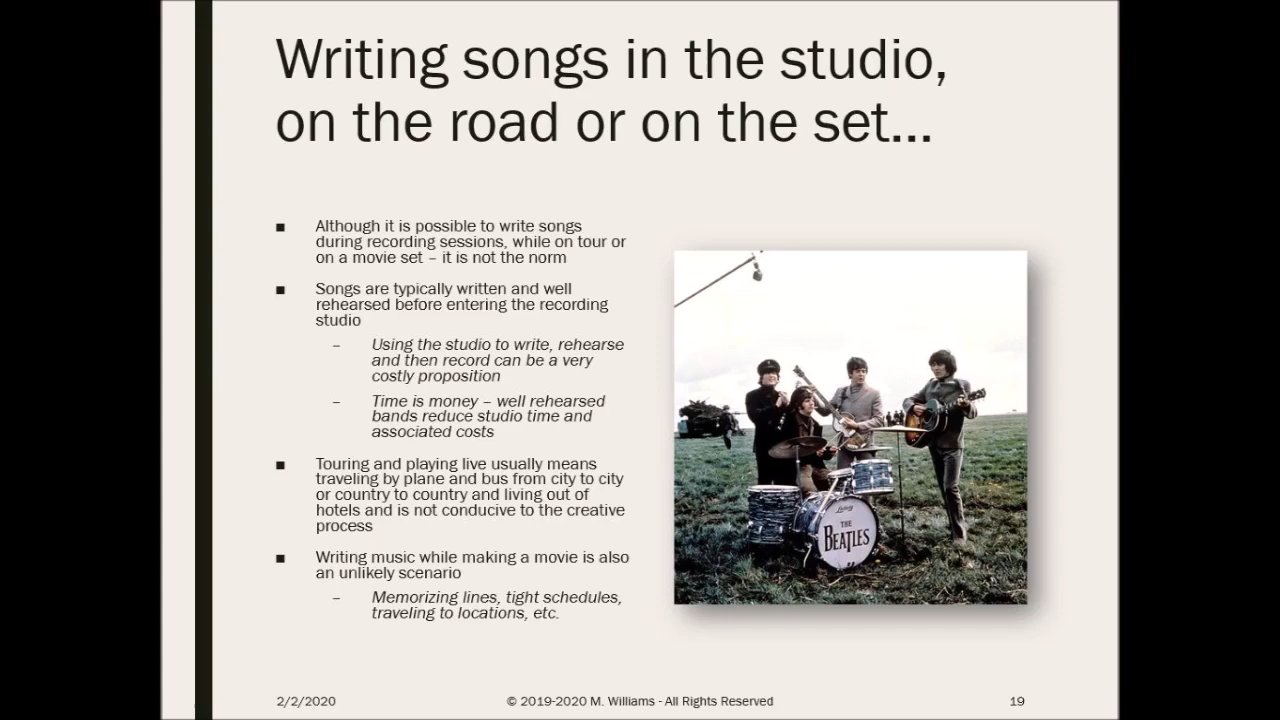 Writing songs in the studio,
on the road or on the set...
■ Although it is possible to write songs
during recording sessions, while on tour or
on a movie set – it is not the norm
■ Songs are typically written and well
rehearsed before entering the recording
studio
– Using the studio to write, rehearse
and then record can be a very
costly proposition
– Time is money – well rehearsed
bands reduce studio time and
associated costs
■ Touring and playing live usually means
traveling by plane and bus from city to city
or country to country and living out of
hotels and is not conducive to the creative
process
■ Writing music while making a movie is also
an unlikely scenario
– Memorizing lines, tight schedules,
traveling to locations, etc.
Ludwig
THE
BEATLES
2/2/2020
© 2019-2020 M. Williams - All Rights Reserved
19